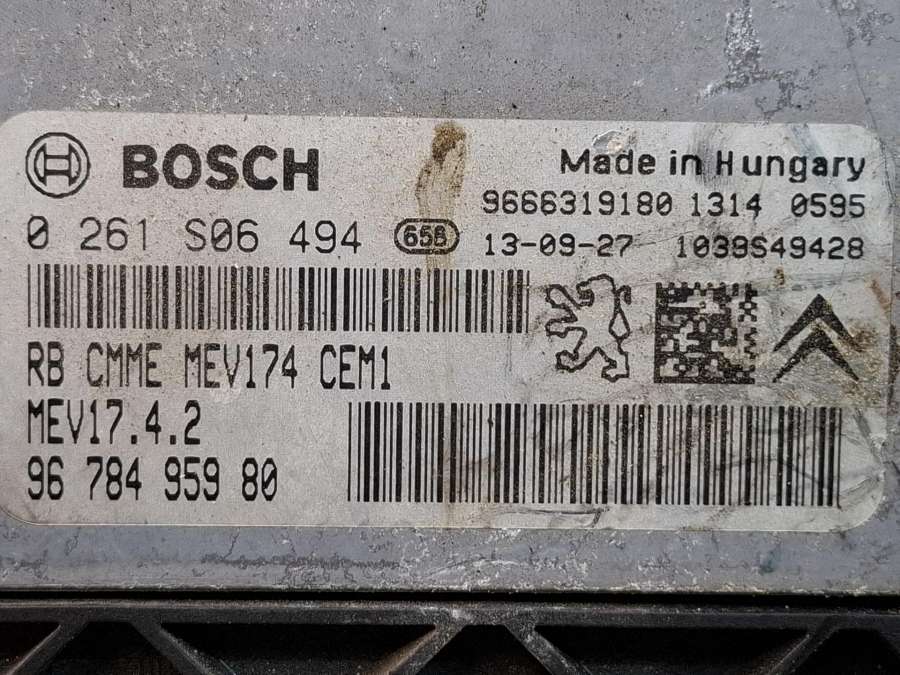 BOSCH
Made in Hungary
9666319180 1314 0595
0 261 S06 494 658
13-09-27 1039S49428
RB CMME MEV174 CEM1
MEV17.4.2
96 784 959 80